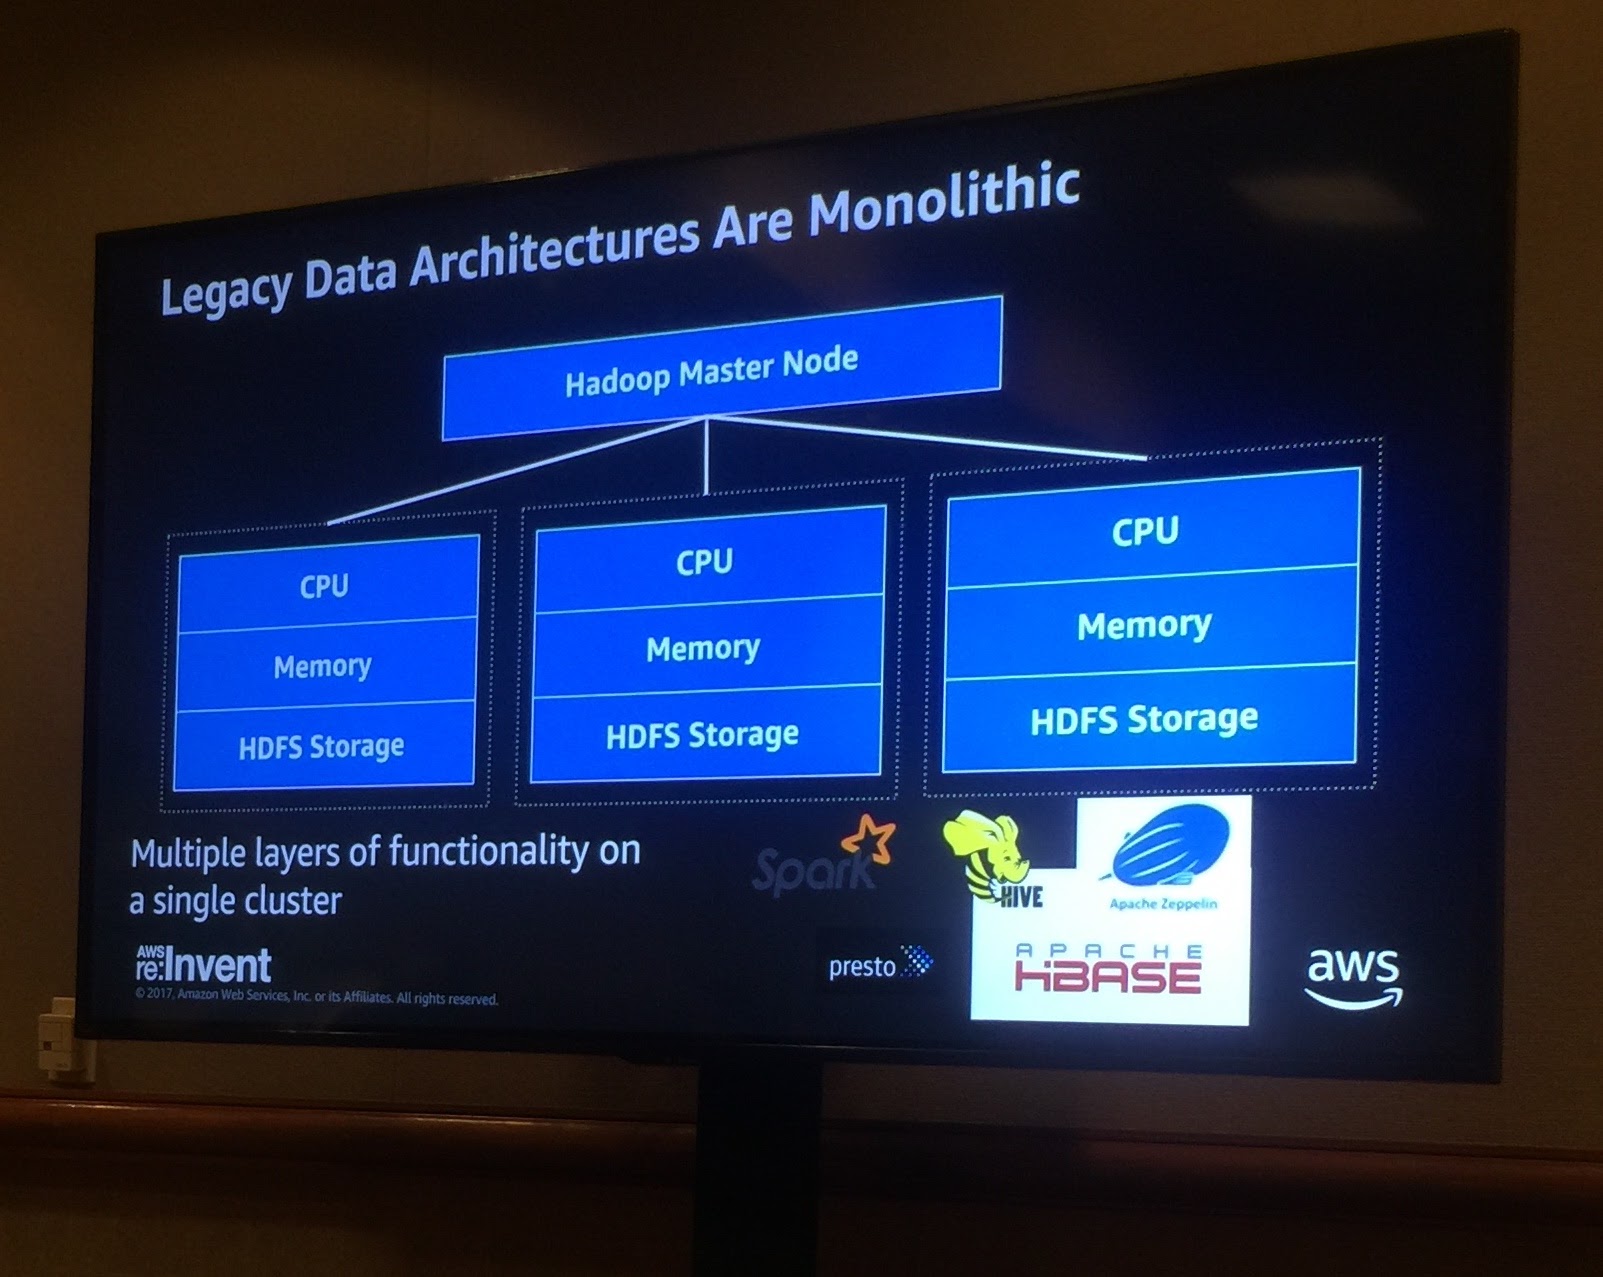 Legacy Data Architectures Are Monolithic
Hadoop Master Node
CPU
Memory
HDFS Storage
CPU
Memory
HDFS Storage
CPU
Memory
HDFS Storage
Multiple layers of functionality on
a single cluster
Spark
HIVE
Apache Zeppelin
presto
APACHE
HBASE
AWS
re:Invent
© 2017, Amazon Web Services, Inc. or its Affiliates. All rights reserved.
aws